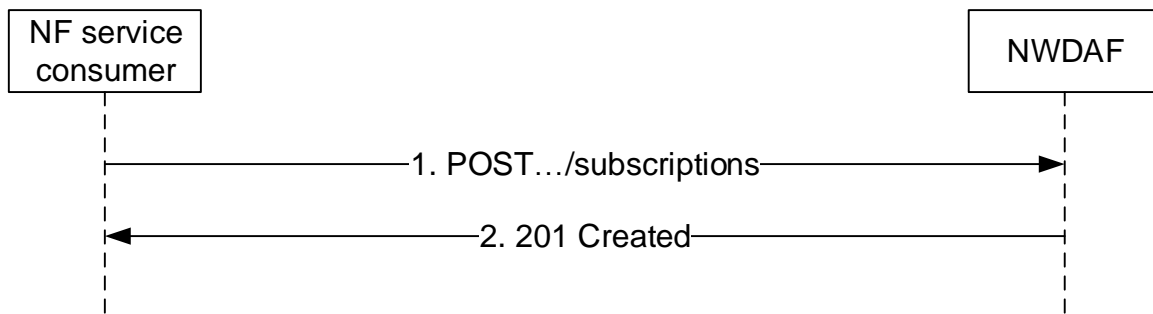 NF service
consumer
NWDAF
1. POST…/subscriptions
2. 201 Created